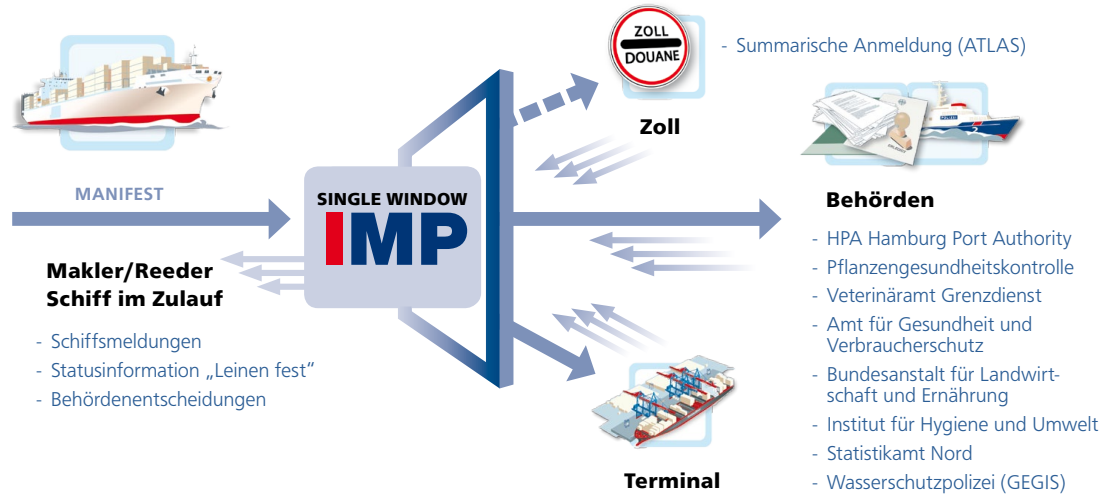 ZOLL
DOUANE
- Summarische Anmeldung (ATLAS)
Zoll
POLIZEI
2
MANIFEST
SINGLE WINDOW
IMP
Makler/Reeder
Schiff im Zulauf
- Schiffsmeldungen
- Statusinformation „Leinen fest“
- Behördenentscheidungen
Behörden
- HPA Hamburg Port Authority
- Pflanzengesundheitskontrolle
- Veterinäramt Grenzdienst
- Amt für Gesundheit und
Verbraucherschutz
- Bundesanstalt für Landwirt-
schaft und Ernährung
- Institut für Hygiene und Umwelt
- Statistikamt Nord
- Wasserschutzpolizei (GEGIS)
Terminal